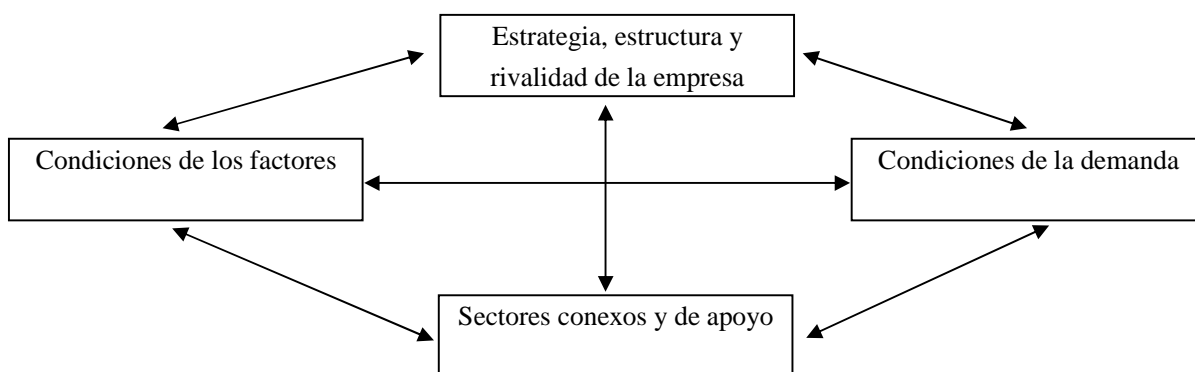 Estrategia, estructura y
rivalidad de la empresa
Condiciones de los factores
Condiciones de la demanda
Sectores conexos y de apoyo